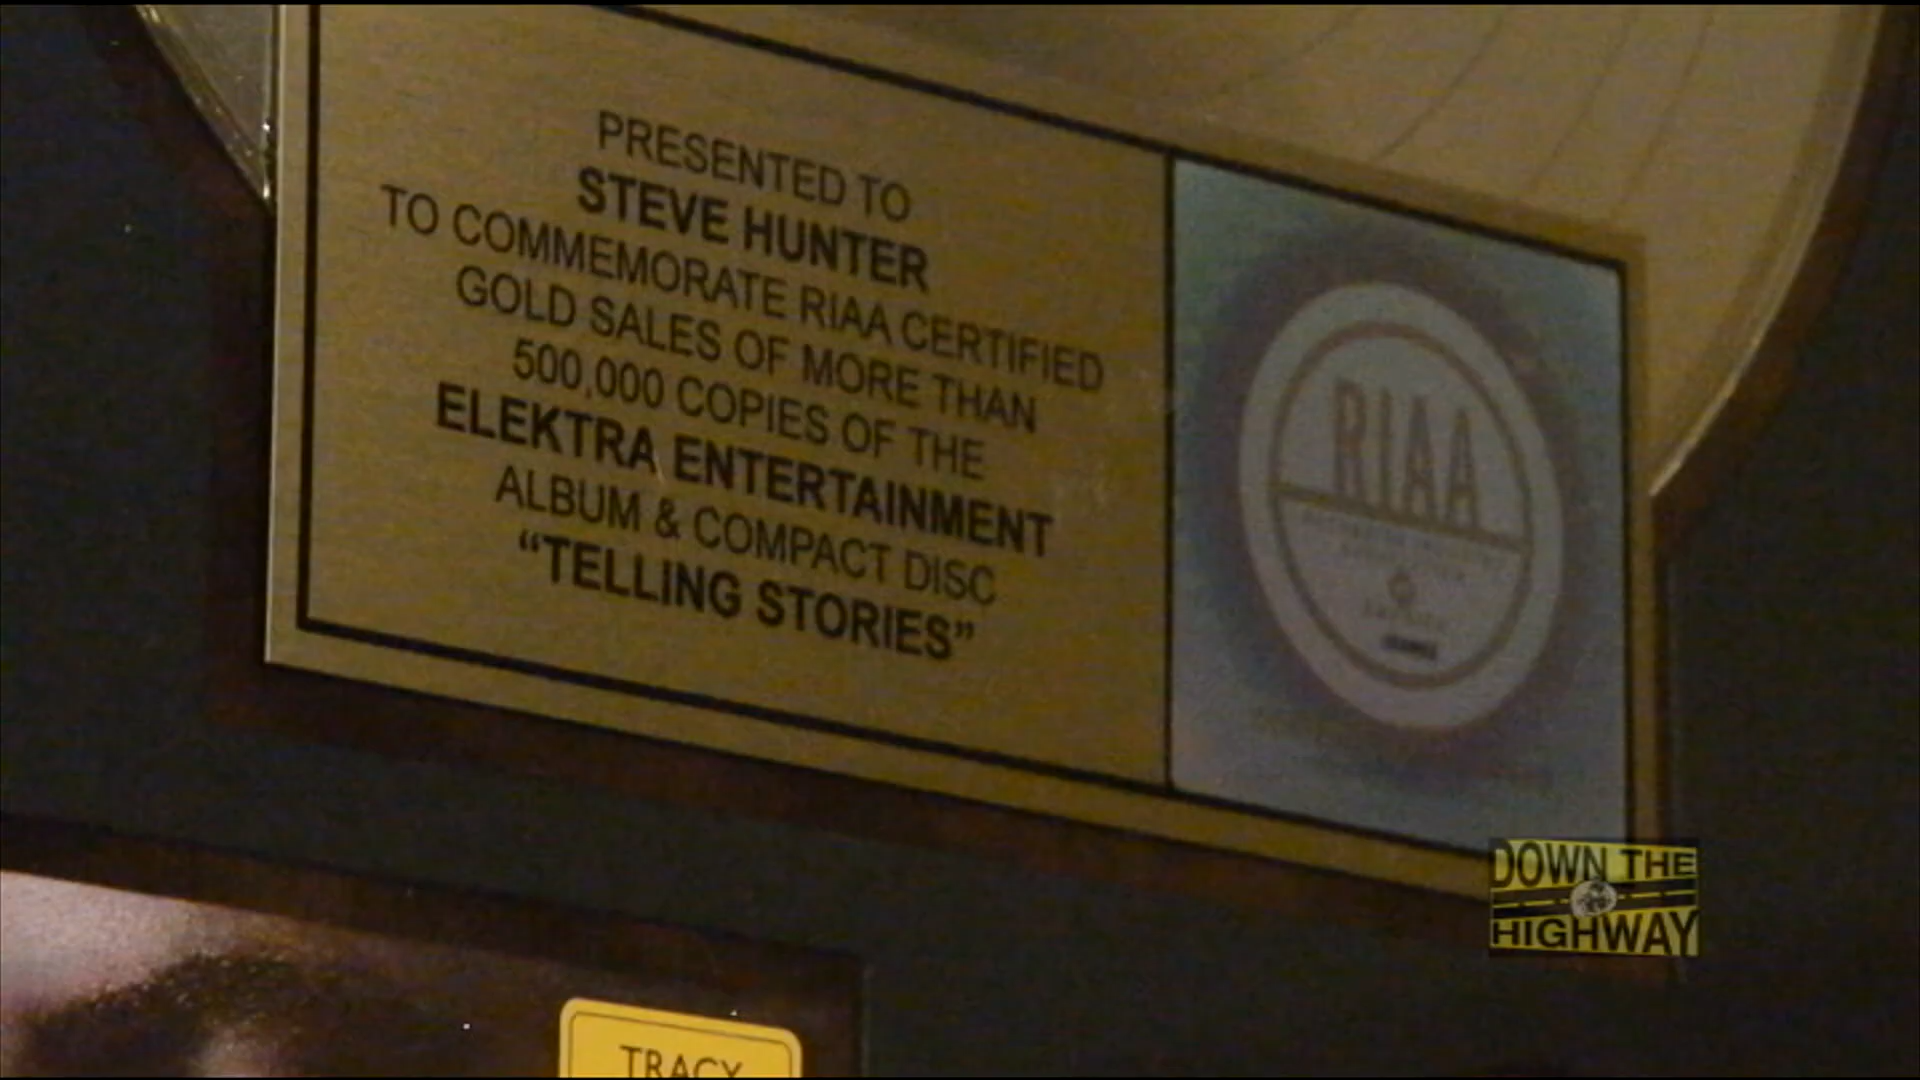 PRESENTED TO
STEVE HUNTER
TO COMMEMORATE RIAA CERTIFIED
GOLD SALES OF MORE THAN
500,000 COPIES OF THE
ELEKTRA ENTERTAINMENT
ALBUM & COMPACT DISC
“TELLING STORIES”
RIAA
DOWN THE
HIGHWAY
TRACY